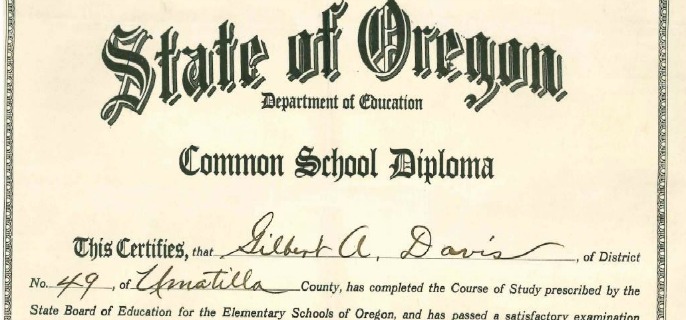 State of Oregon
Department of Education
Common School Diploma
This Certifies, that Gilbert A. Davis, of District
No. 49, of Umatilla County, has completed the Course of Study prescribed by the
State Board of Education for the Elementary Schools of Oregon, and has passed a satisfactory examination